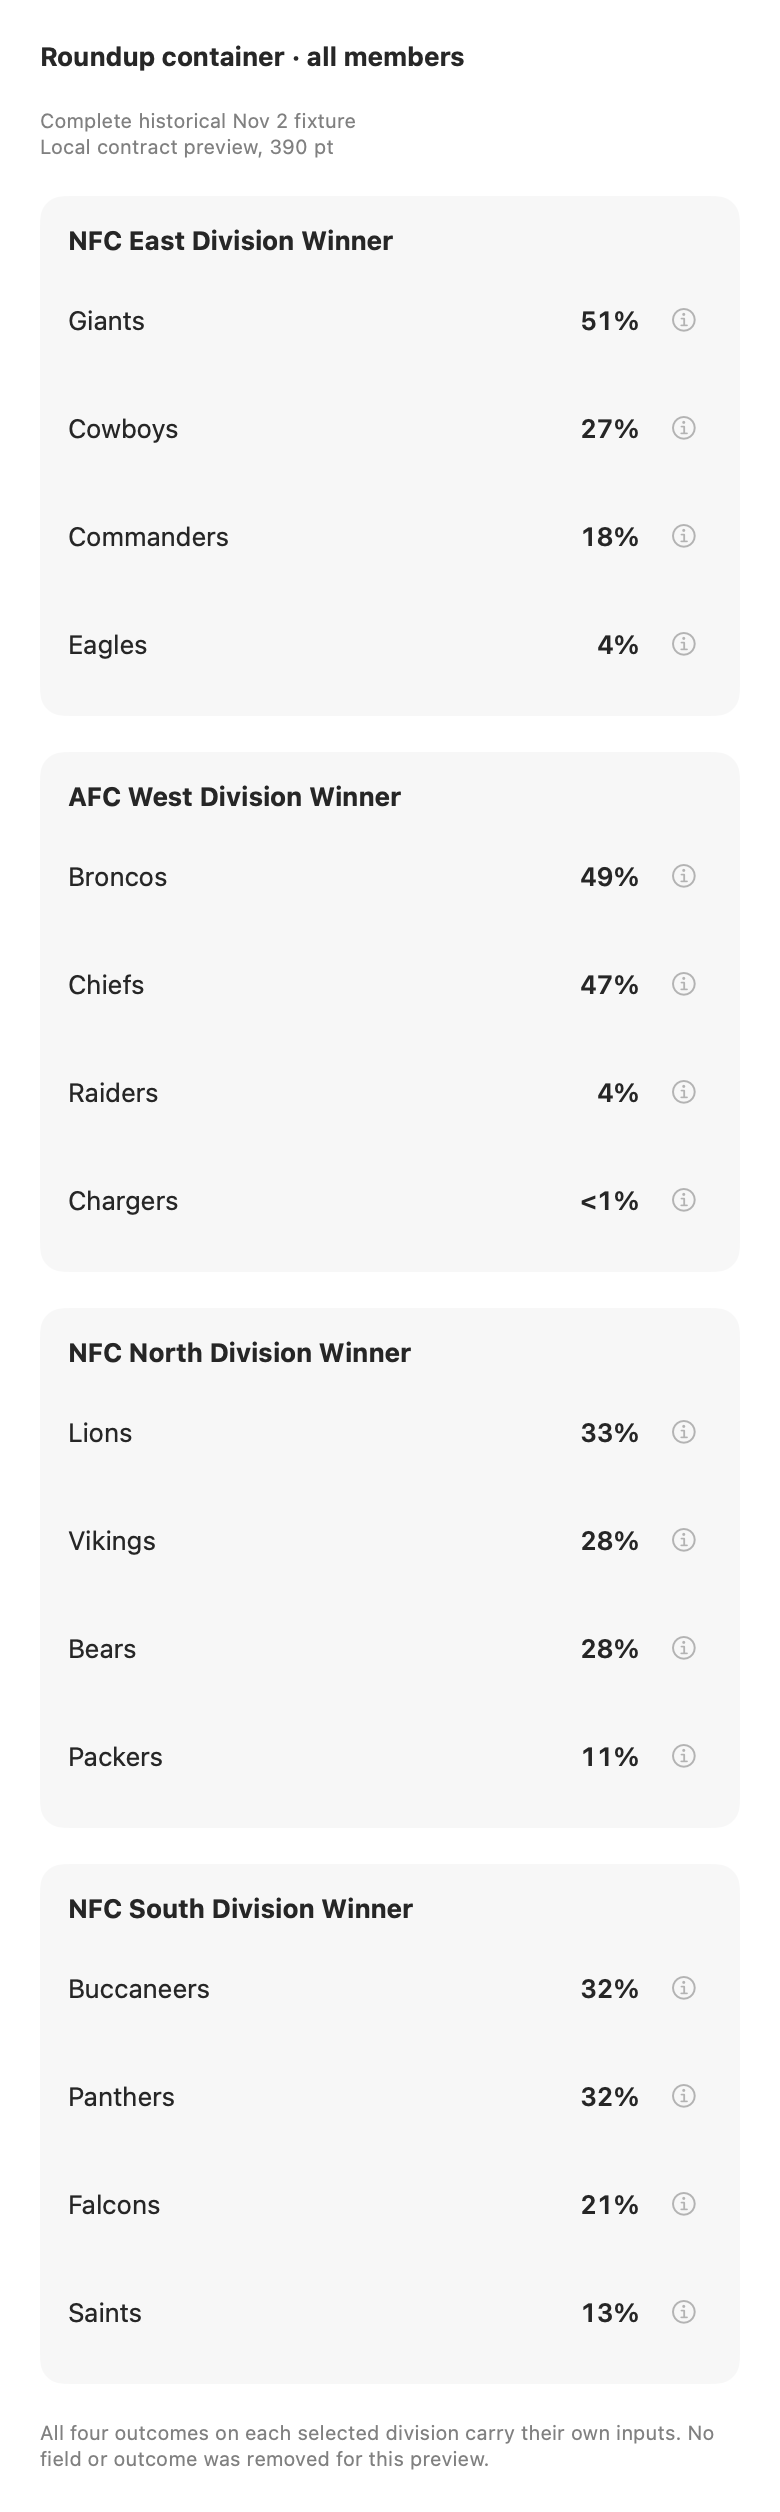 Roundup container · all members
Complete historical Nov 2 fixture
Local contract preview, 390 pt
NFC East Division Winner
Giants 51%
Cowboys 27%
Commanders 18%
Eagles 4%
AFC West Division Winner
Broncos 49%
Chiefs 47%
Raiders 4%
Chargers <1%
NFC North Division Winner
Lions 33%
Vikings 28%
Bears 28%
Packers 11%
NFC South Division Winner
Buccaneers 32%
Panthers 32%
Falcons 21%
Saints 13%
All four outcomes on each selected division carry their own inputs. No
field or outcome was removed for this preview.